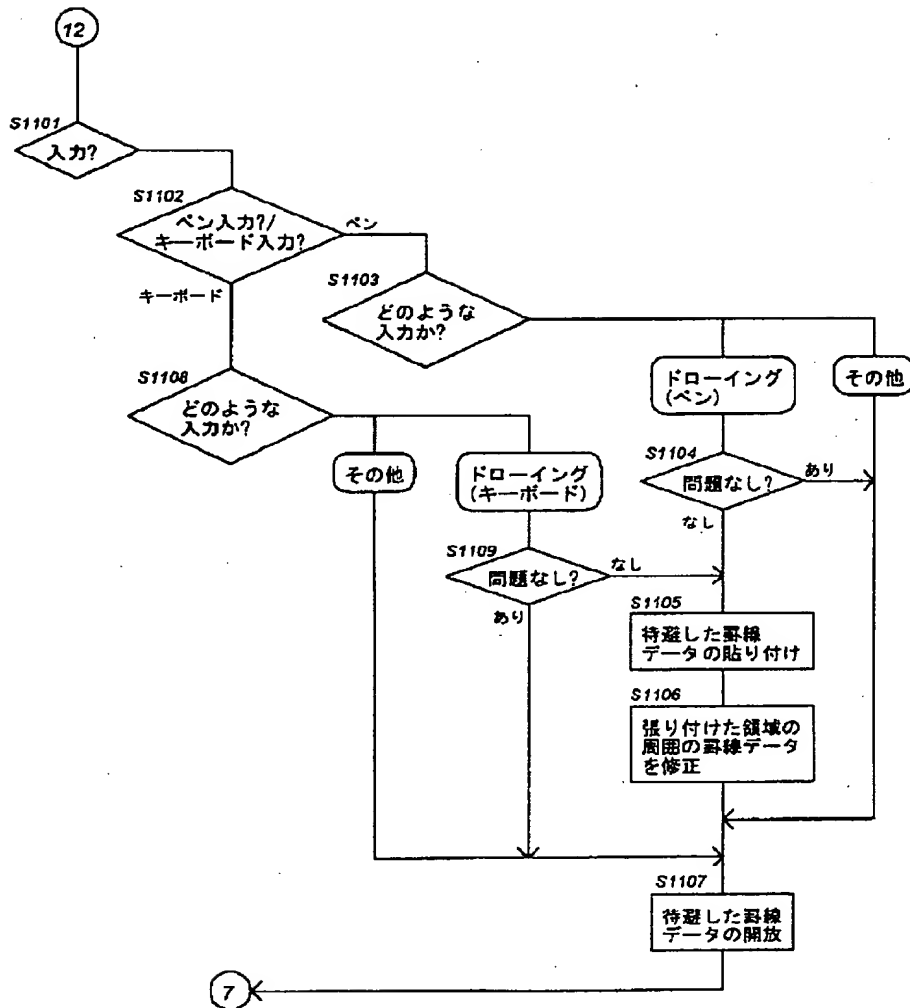 12
S1101
入力?
S1102
ペン入力?/
キーボード入力?
ペン
キーボード
S1103
どのような
入力か?
S1108
どのような
入力か?
ドローイング
(ペン)
その他
S1104
問題なし?
あり
なし
その他
ドローイング
(キーボード)
S1109
問題なし?
なし
あり
S1105
待避した罫線
データの貼り付け
S1106
張り付けた領域の
周囲の罫線データ
を修正
S1107
待避した罫線
データの開放
7